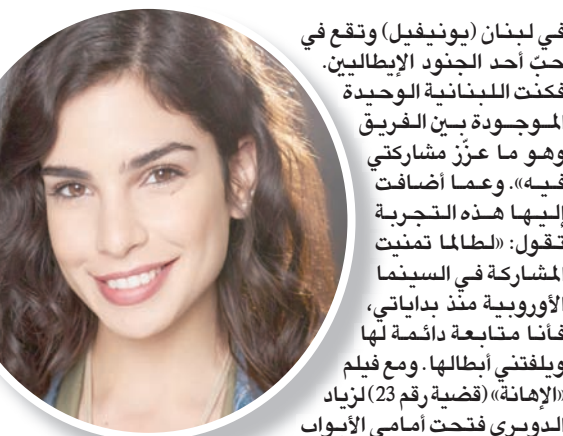 في لبنان (يونيفيل) وتقع في
حبّ أحد الجنود الإيطاليين.
فكنت اللبنانية الوحيدة
الموجودة بين الفريق
وهو ما عزّز مشاركتي
فيه». وعما أضافت
إليها هذه التجربة
تقول: «لطالما تمنيت
المشاركة في السينما
الأوروبية منذ بداياتي،
فأنا متابعة دائمة لها
ويلفتني أبطالها. ومع فيلم
«الإهانة» (قضية رقم 23) لزياد
الدويري فتحت أمامي الأبواب